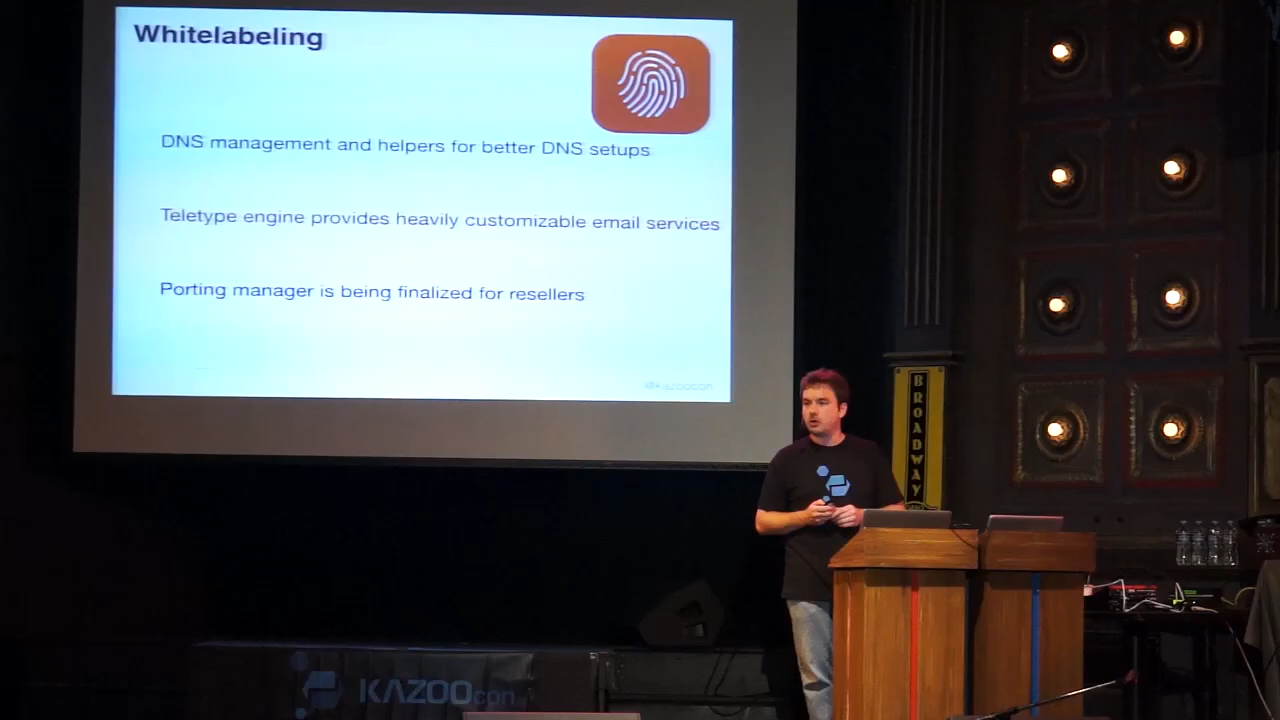 Whitelabeling
DNS management and helpers for better DNS setups
Teletype engine provides heavily customizable email services
Porting manager is being finalized for resellers
@kazoocon
BROADWAY
KAZOOcon